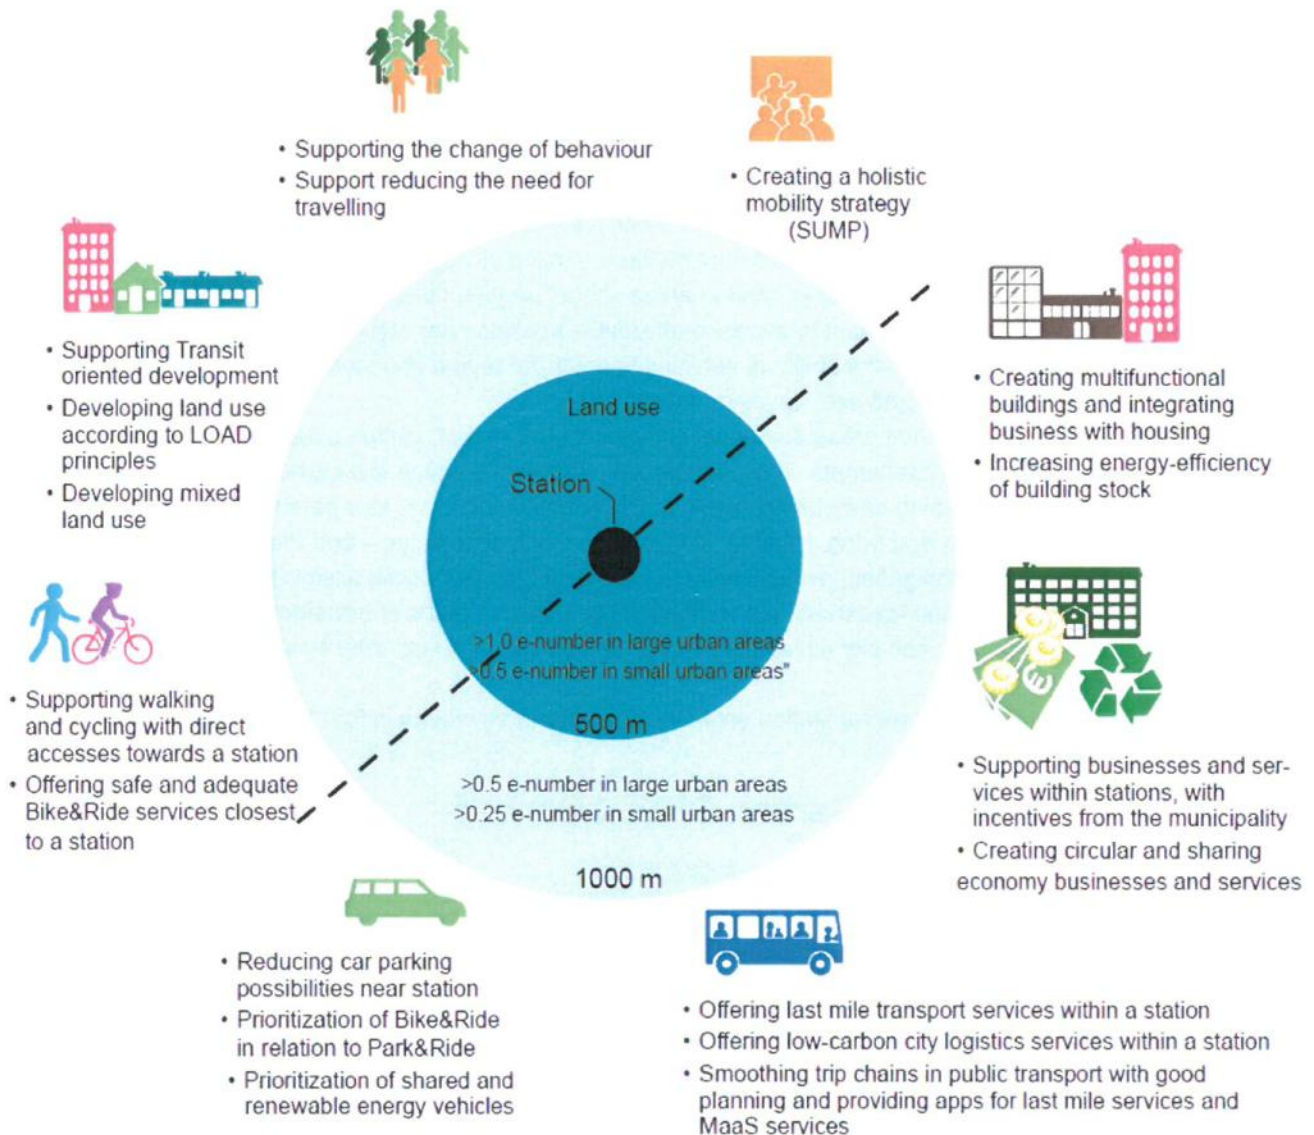 • Supporting the change of behaviour
• Support reducing the need for
travelling
• Creating a holistic
mobility strategy
(SUMP)
• Supporting Transit
oriented development
• Developing land use
according to LOAD
principles
• Developing mixed
land use
• Creating multifunctional
buildings and integrating
business with housing
• Increasing energy-efficiency
of building stock
Land use
Station
>1.0 e-number in large urban areas
>0.5 e-number in small urban areas"
500 m
>0.5 e-number in large urban areas
>0.25 e-number in small urban areas
1000 m
• Supporting walking
and cycling with direct
accesses towards a station
• Offering safe and adequate
Bike&Ride services closest
to a station
• Supporting businesses and ser-
vices within stations, with
incentives from the municipality
• Creating circular and sharing
economy businesses and services
• Reducing car parking
possibilities near station
• Prioritization of Bike&Ride
in relation to Park&Ride
• Prioritization of shared and
renewable energy vehicles
• Offering last mile transport services within a station
• Offering low-carbon city logistics services within a station
• Smoothing trip chains in public transport with good
planning and providing apps for last mile services and
MaaS services